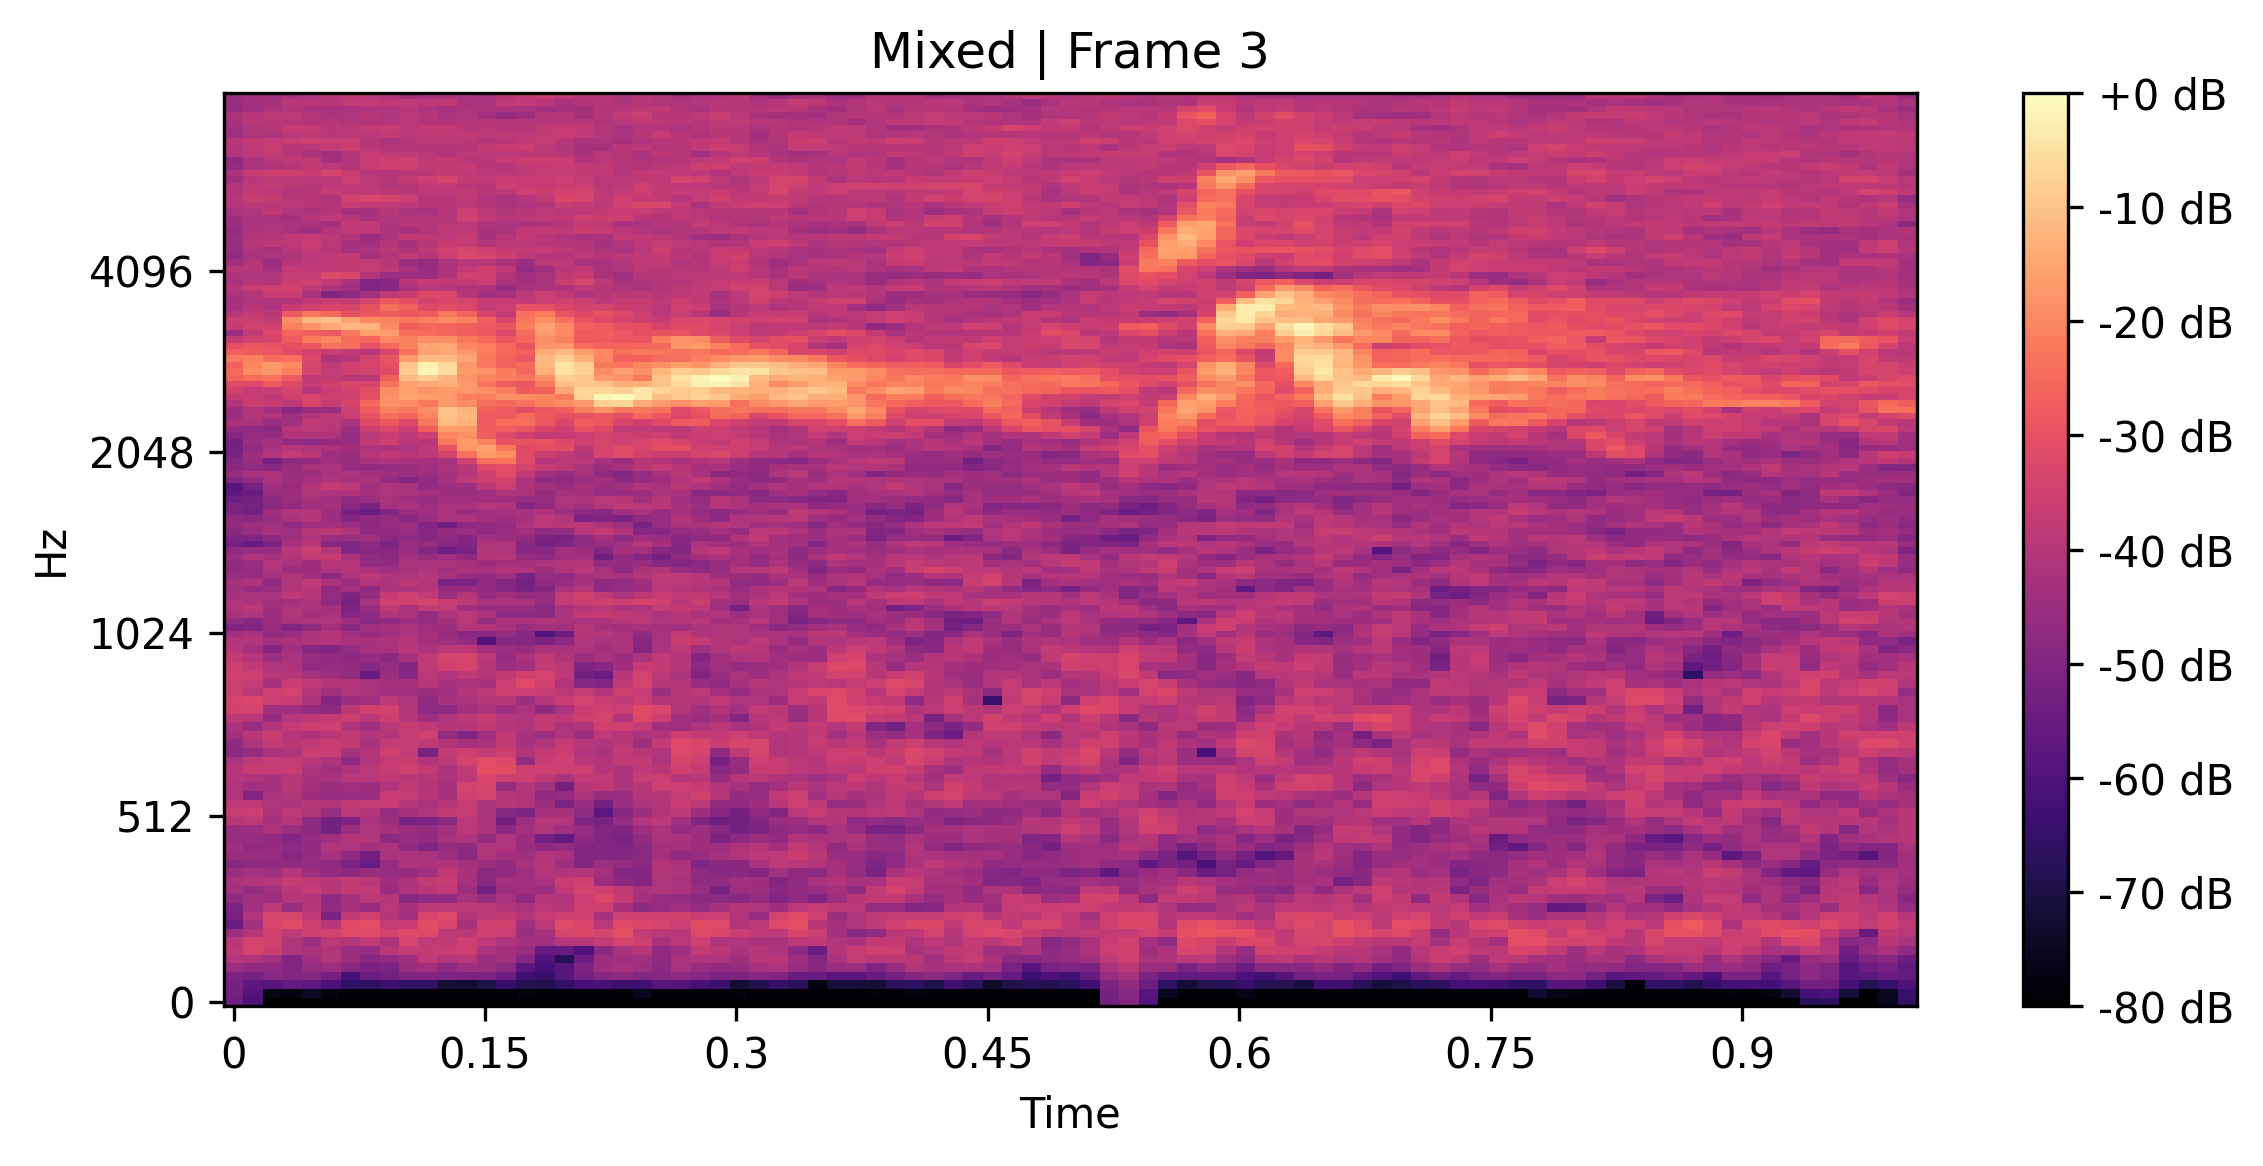 Mixed | Frame 3
Hz
4096
2048
1024
512
0
0 0.15 0.3 0.45 0.6 0.75 0.9
Time
+0 dB
-10 dB
-20 dB
-30 dB
-40 dB
-50 dB
-60 dB
-70 dB
-80 dB